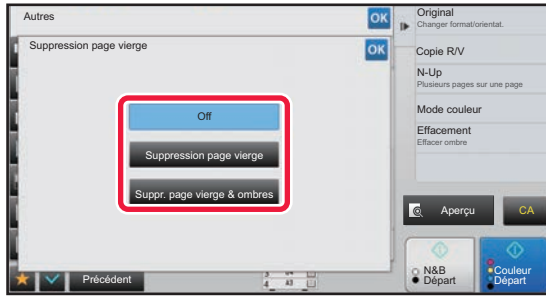 Autres
OK
Suppression page vierge
OK
Off
Suppression page vierge
Suppr. page vierge & ombres
Précédent
A3
Original
Changer format/orientat.
Copie R/V
N-Up
Plusieurs pages sur une page
Mode couleur
Effacement
Effacer ombre
Aperçu
CA
N&B
Départ
Couleur
Départ